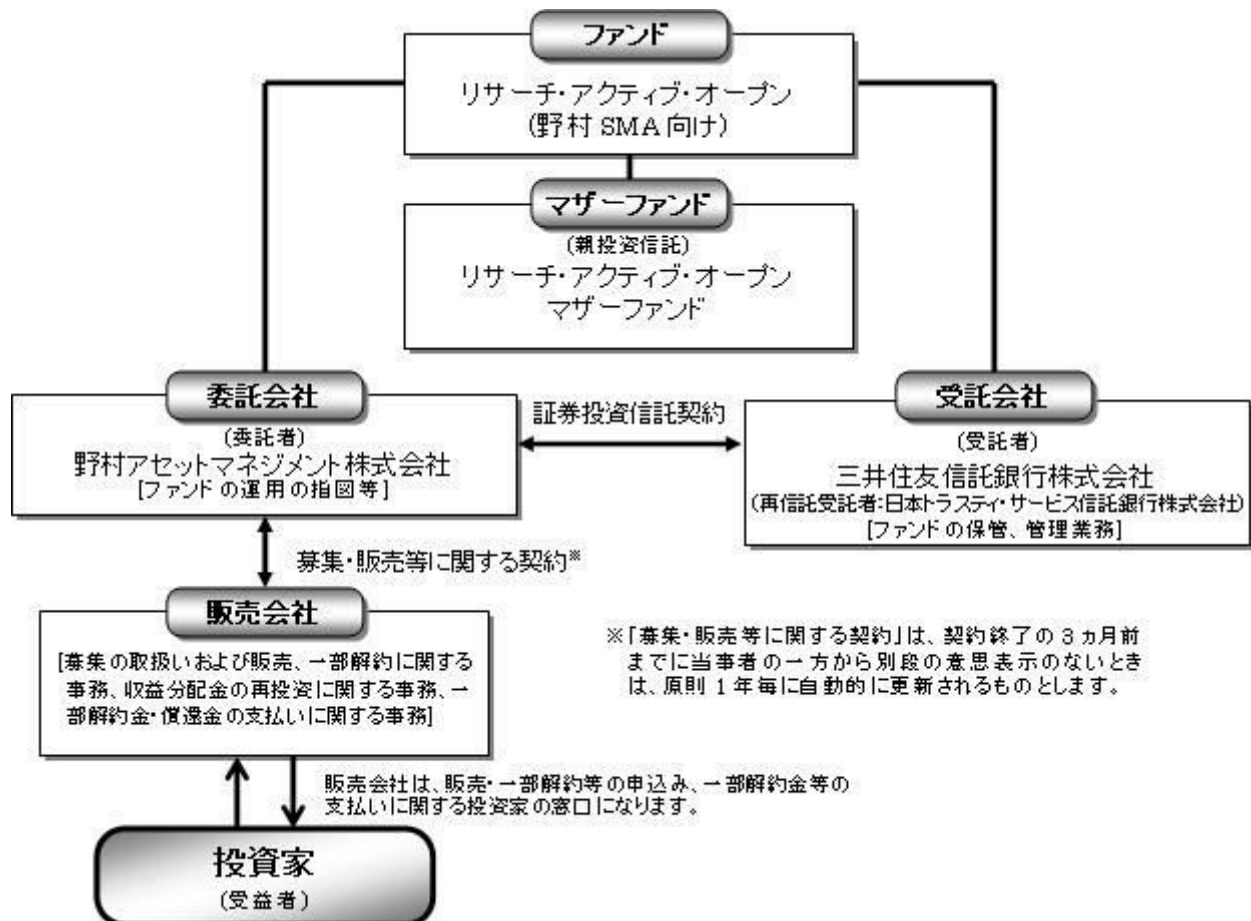 ファンド
リサーチ・アクティブ・オープン
(野村 SMA 向け)
マザーファンド
(親投資信託)
リサーチ・アクティブ・オープン
マザーファンド
委託会社
(委託者)
野村アセットマネジメント株式会社
[ファンドの運用の指図等]
証券投資信託契約
受託会社
(受託者)
三井住友信託銀行株式会社
(再信託受託者:日本トラスティ・サービス信託銀行株式会社)
[ファンドの保管、管理業務]
募集・販売等に関する契約※
販売会社
[募集の取扱いおよび販売、一部解約に関する
事務、収益分配金の再投資に関する事務、一
部解約金・償還金の支払いに関する事務]
※「募集・販売等に関する契約」は、契約終了の3ヵ月前
までに当事者の一方から別段の意思表示のないとき
は、原則1年毎に自動的に更新されるものとします。
販売会社は、販売・一部解約等の申込み、一部解約金等の
支払いに関する投資家の窓口になります。
投資家
(受益者)